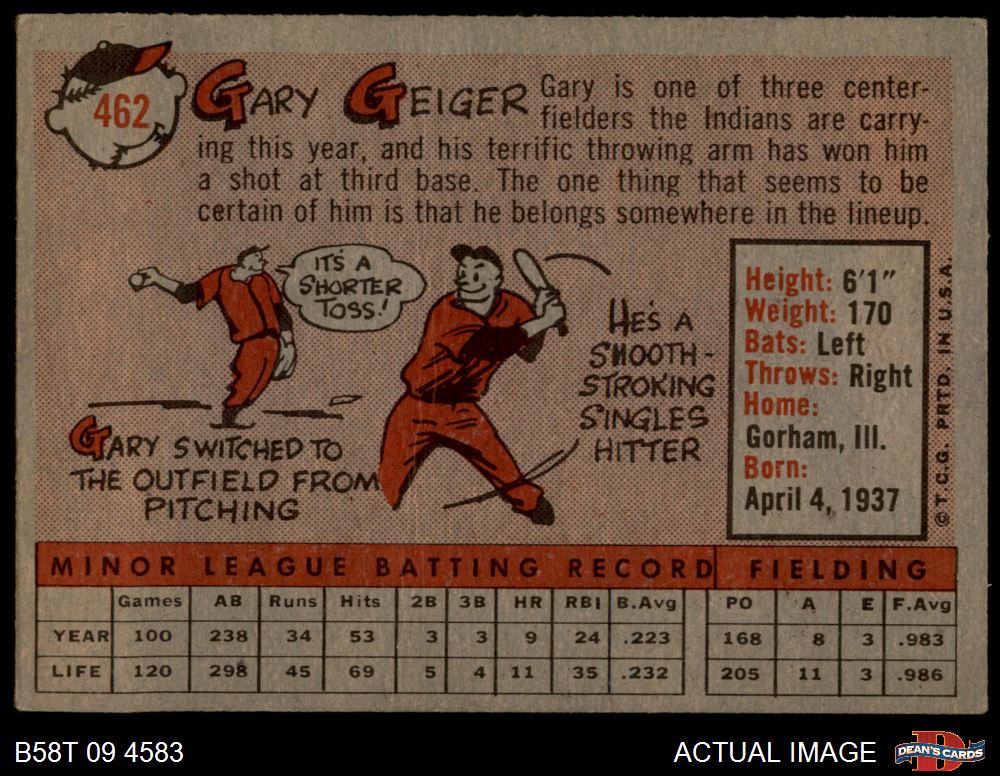 462
GARY GEIGER
Gary is one of three center-
fielders the Indians are carry-
ing this year, and his terrific throwing arm has won him
a shot at third base. The one thing that seems to be
certain of him is that he belongs somewhere in the lineup.
IT'S A
SHORTER
TOSS!
GARY SWITCHED TO
THE OUTFIELD FROM
PITCHING
HE'S A
SMOOTH-
STROKING
SINGLES
HITTER
Height: 6'1"
Weight: 170
Bats: Left
Throws: Right
Home:
Gorham, Ill.
Born:
April 4, 1937
© T.C.G. PRTD. IN U.S.A.
MINOR LEAGUE BATTING RECORD FIELDING
Games AB Runs Hits 2B 3B HR RBI B.Avg PO A E F.Avg
YEAR 100 238 34 53 3 3 9 24 .223 168 8 3 .983
LIFE 120 298 45 69 5 4 11 35 .232 205 11 3 .986
B58T 09 4583 ACTUAL IMAGE DEAN'S CARDS